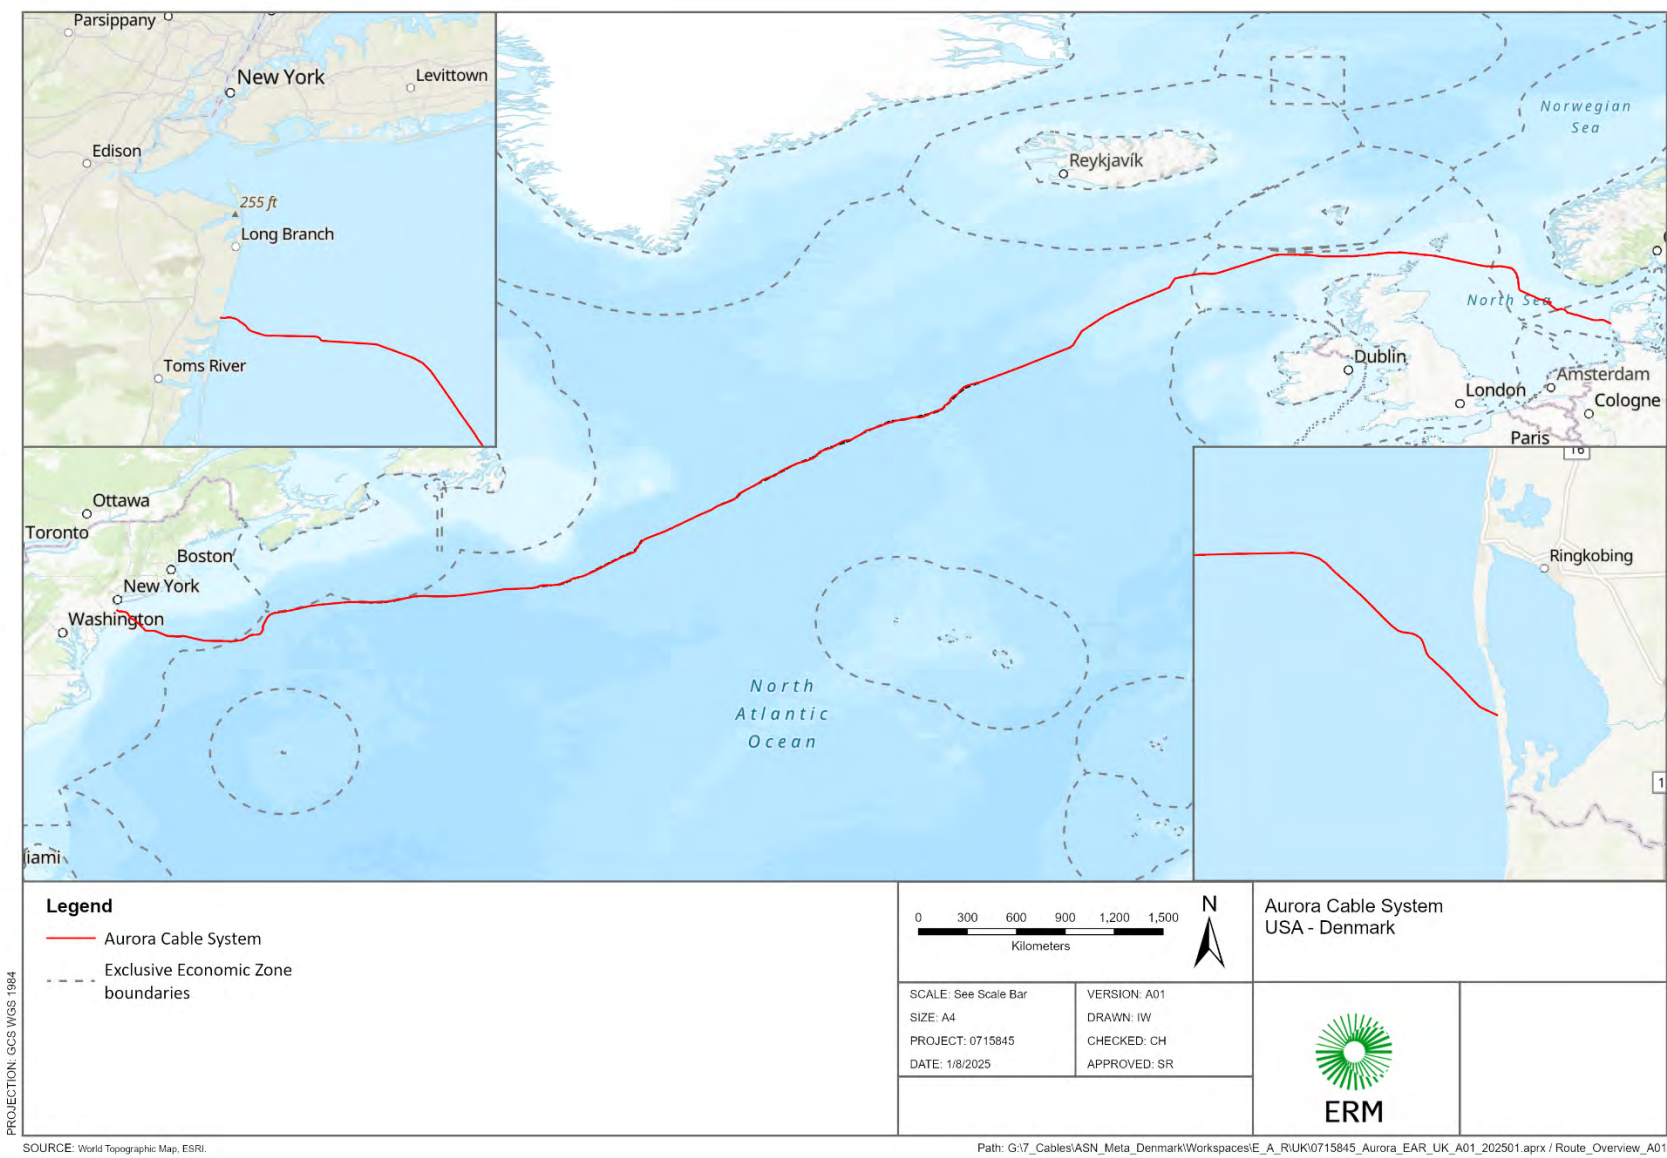 Parsippany
New York
Levittown
Edison
255 ft
Long Branch
Toms River
Norwegian
Sea
Reykjavík
North Sea
Dublin
Amsterdam
London
Cologne
Paris
16
Ottawa
Toronto
Boston
New York
Washington
Ringkobing
North
Atlantic
Ocean
1
iami
Legend
Aurora Cable System
Exclusive Economic Zone
boundaries
0 300 600 900 1,200 1,500
Kilometers
N
Aurora Cable System
USA - Denmark
SCALE: See Scale Bar
SIZE: A4
PROJECT: 0715845
DATE: 1/8/2025
VERSION: A01
DRAWN: IW
CHECKED: CH
APPROVED: SR
ERM
PROJECTION: GCS WGS 1984
SOURCE: World Topographic Map, ESRI.
Path: G:\7_Cables\ASN_Meta_Denmark\Workspaces\E_A_R\UK\0715845_Aurora_EAR_UK_A01_202501.aprx / Route_Overview_A01